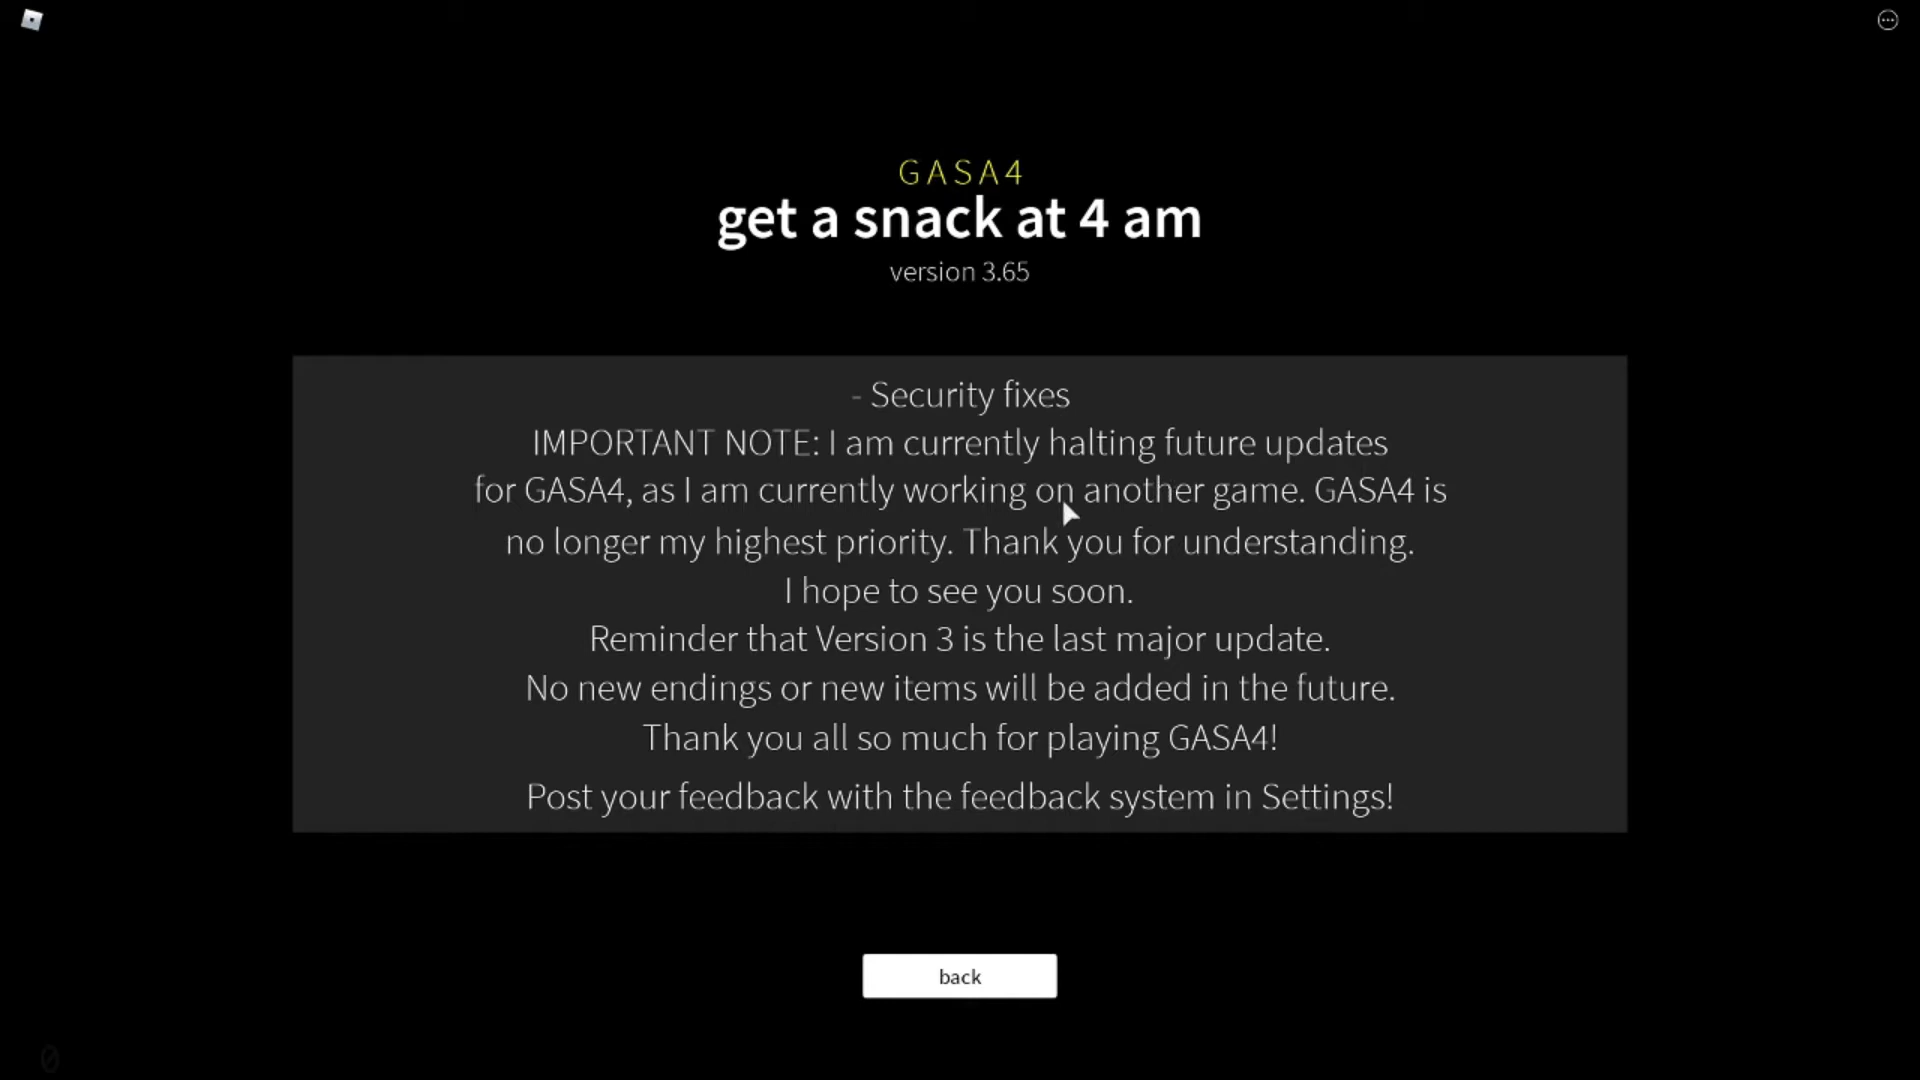 GASA4
get a snack at 4 am
version 3.65
- Security fixes
IMPORTANT NOTE: I am currently halting future updates
for GASA4, as I am currently working on another game. GASA4 is
no longer my highest priority. Thank you for understanding.
I hope to see you soon.
Reminder that Version 3 is the last major update.
No new endings or new items will be added in the future.
Thank you all so much for playing GASA4!
Post your feedback with the feedback system in Settings!
back
0